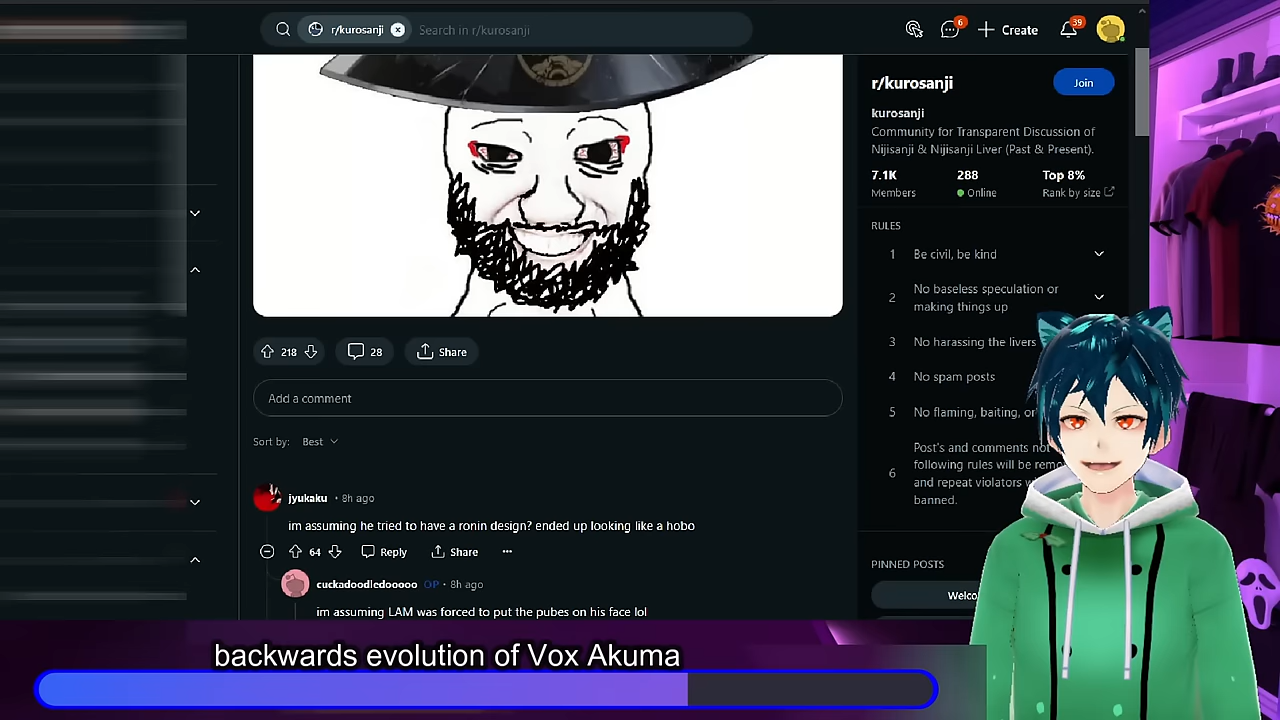 r/kurosanji
Search in r/kurosanji
6
Create
39
r/kurosanji
Join
kurosanji
Community for Transparent Discussion of
Nijisanji & Nijisanji Liver (Past & Present).
7.1K
288
Top 8%
Members
Online
Rank by size
RULES
1
Be civil, be kind
2
No baseless speculation or
making things up
3
No harassing the livers
4
No spam posts
5
No flaming, baiting, or
6
Post's and comments not
following rules will be
and repeat violators
banned.
PINNED POSTS
218
28
Share
Add a comment
Sort by:
Best
jyukaku
• 8h ago
im assuming he tried to have a ronin design? ended up looking like a hobo
64
Reply
Share
cuckadoodledooooo
OP
• 8h ago
im assuming LAM was forced to put the pubes on his face lol
backwards evolution of Vox Akuma